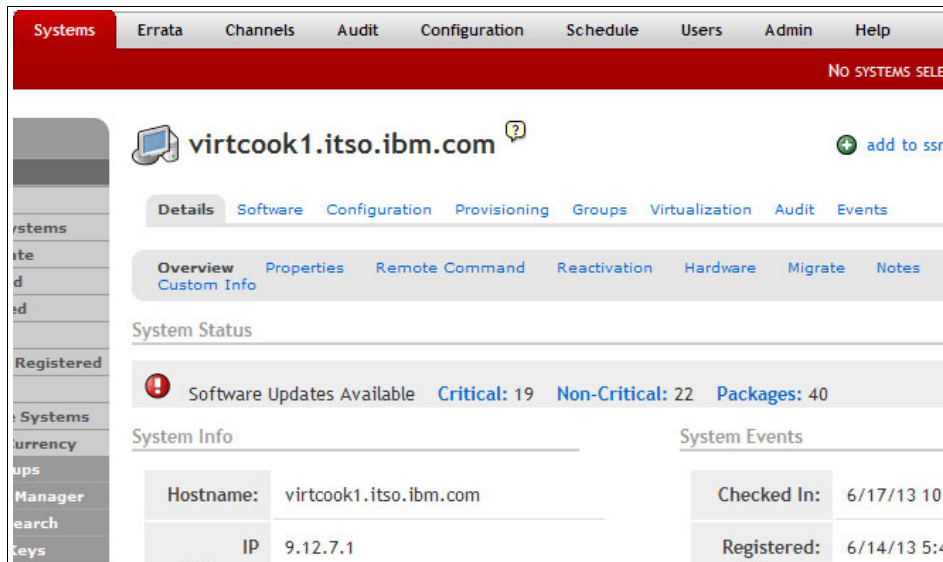 Systems Errata Channels Audit Configuration Schedule Users Admin Help
NO SYSTEMS SELE
virtcook1.itso.ibm.com ?
add to ssm
Details Software Configuration Provisioning Groups Virtualization Audit Events
Overview Properties Remote Command Reactivation Hardware Migrate Notes
Custom Info
ystems
ate
d
ed
Registered
Systems
urrency
ups
Manager
earch
Keys
System Status
Software Updates Available Critical: 19 Non-Critical: 22 Packages: 40
System Info
Hostname: virtcook1.itso.ibm.com
IP 9.12.7.1
System Events
Checked In: 6/17/13 10
Registered: 6/14/13 5:4